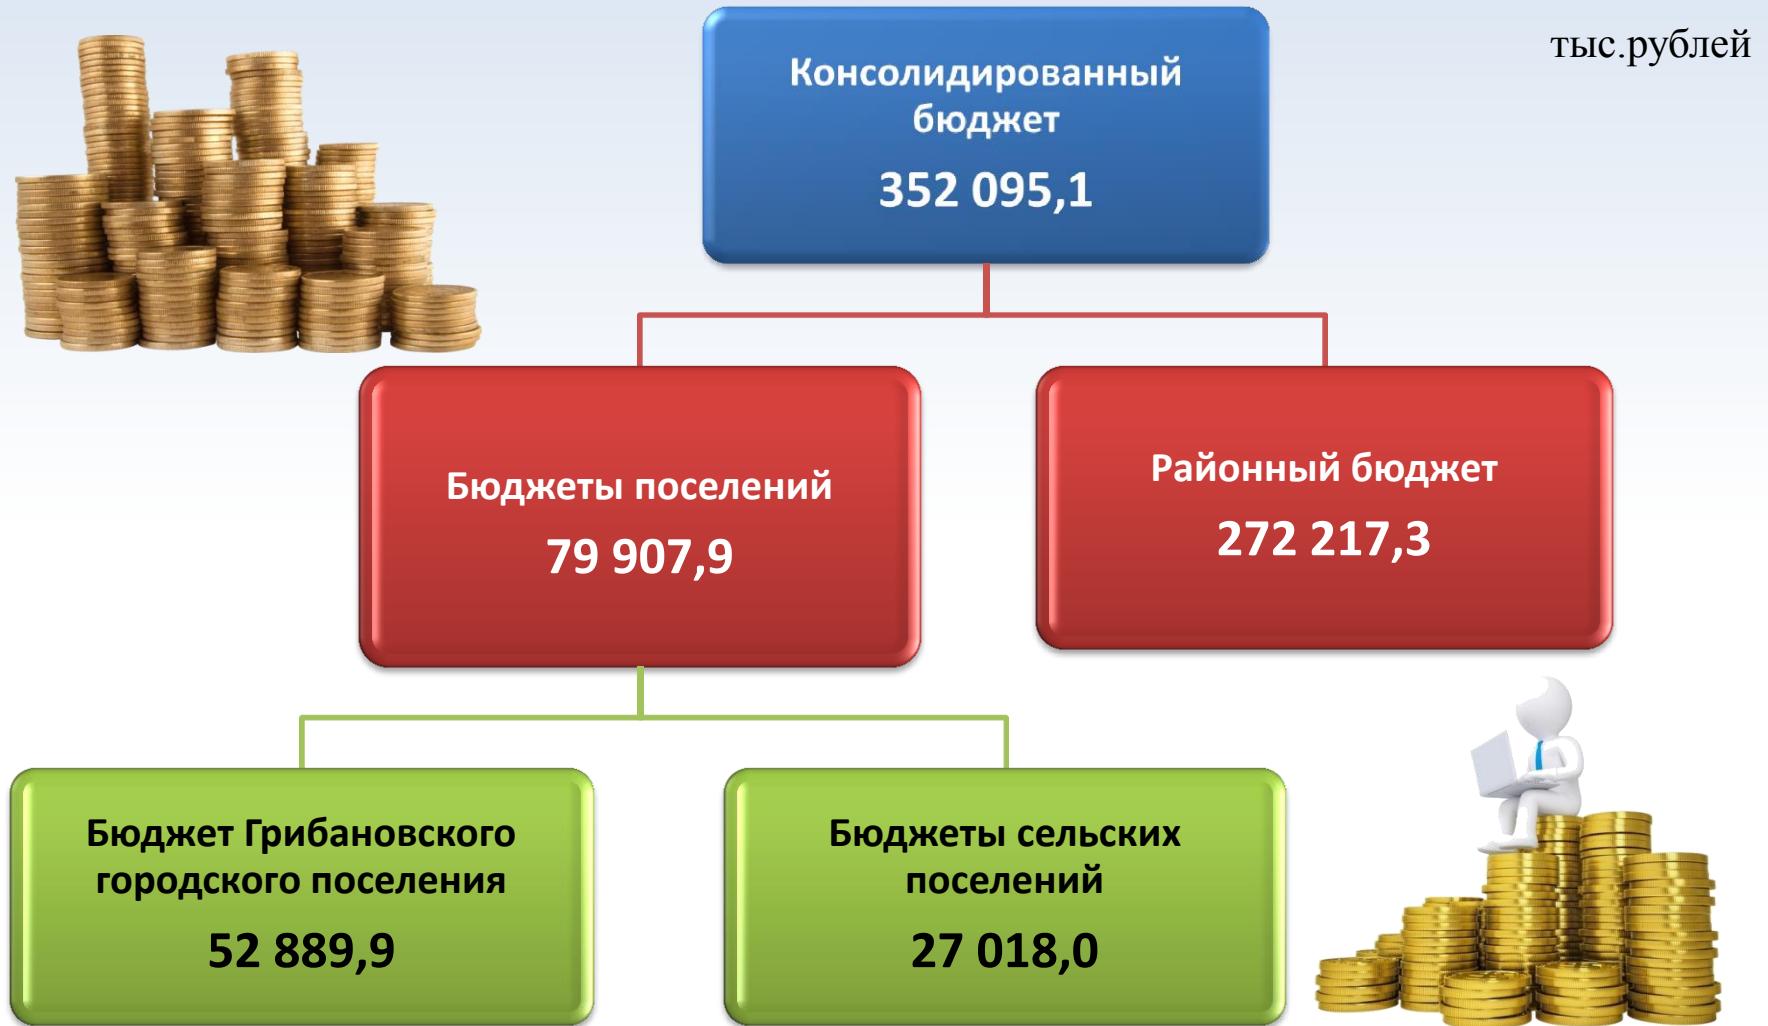 тыс.рублей
Консолидированный
бюджет
352 095,1
Бюджеты поселений
79 907,9
Районный бюджет
272 217,3
Бюджет Грибановского
городского поселения
52 889,9
Бюджеты сельских
поселений
27 018,0